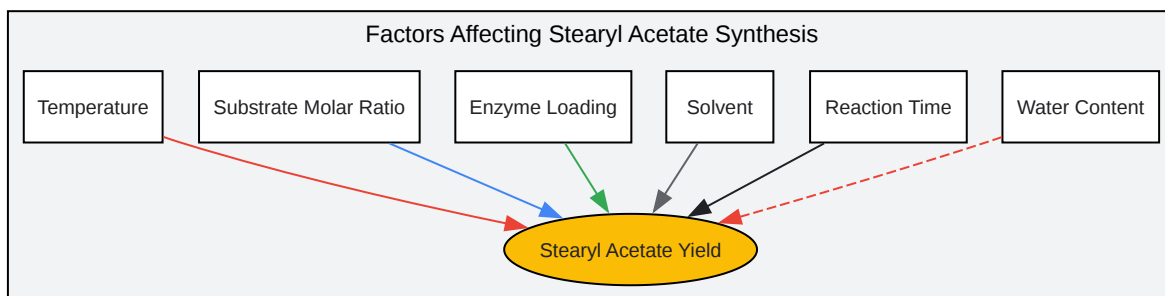 Factors Affecting Stearyl Acetate Synthesis
Temperature
Substrate Molar Ratio
Enzyme Loading
Solvent
Reaction Time
Water Content
Stearyl Acetate Yield